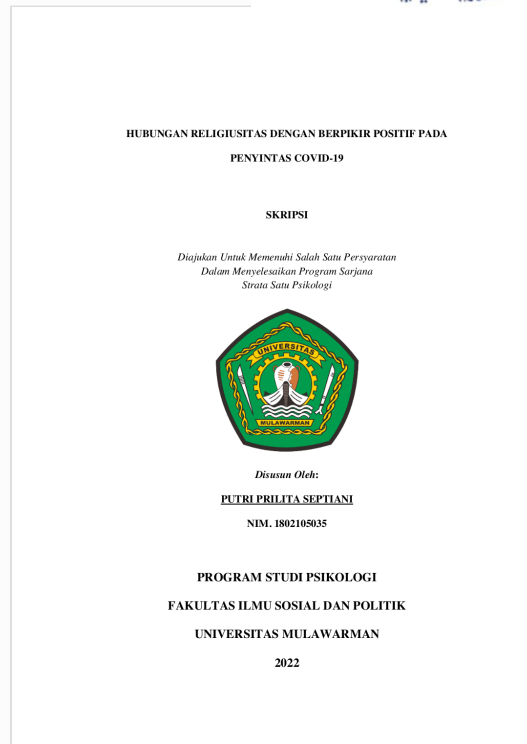 HUBUNGAN RELIGIUSITAS DENGAN BERPIKIR POSITIF PADA
PENYINTAS COVID-19
SKRIPSI
Diajukan Untuk Memenuhi Salah Satu Persyaratan
Dalam Menyelesaikan Program Sarjana
Strata Satu Psikologi
UNIVERSITAS
MULAWARMAN
Disusun Oleh:
PUTRI PRILITA SEPTIANI
NIM. 1802105035
PROGRAM STUDI PSIKOLOGI
FAKULTAS ILMU SOSIAL DAN POLITIK
UNIVERSITAS MULAWARMAN
2022